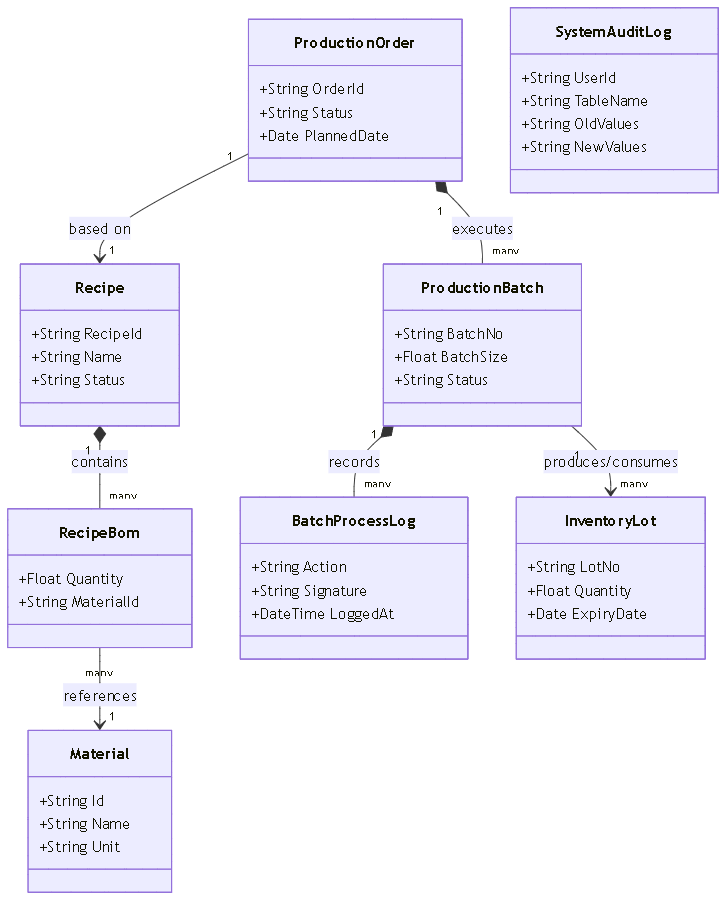 ProductionOrder
+String OrderId
+String Status
+Date PlannedDate
SystemAuditLog
+String UserId
+String TableName
+String OldValues
+String NewValues
1
based on
1
1
executes
many
Recipe
+String RecipeId
+String Name
+String Status
ProductionBatch
+String BatchNo
+Float BatchSize
+String Status
1
contains
many
1
records
many
1
produces/consumes
many
RecipeBom
+Float Quantity
+String MaterialId
BatchProcessLog
+String Action
+String Signature
+DateTime LoggedAt
InventoryLot
+String LotNo
+Float Quantity
+Date ExpiryDate
many
references
1
Material
+String Id
+String Name
+String Unit